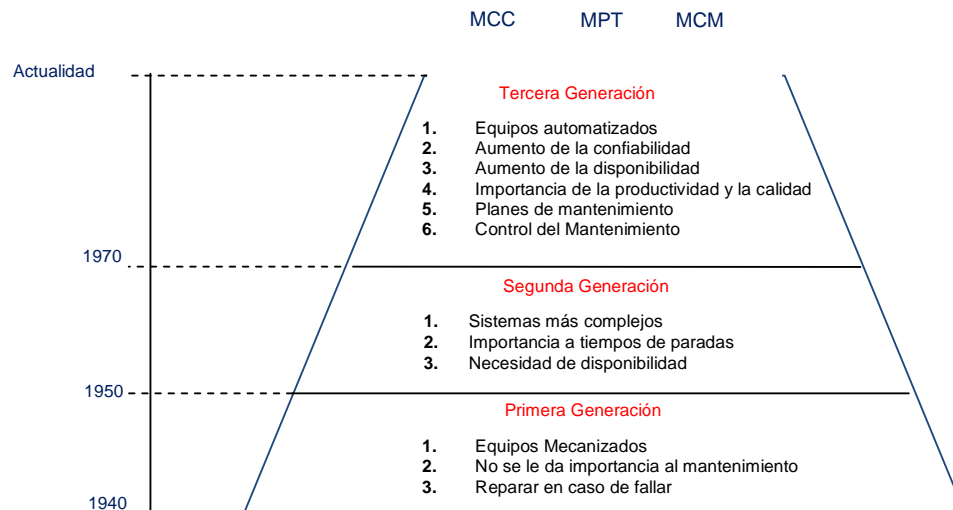 MCC MPT MCM
Actualidad
Tercera Generación
1. Equipos automatizados
2. Aumento de la confiabilidad
3. Aumento de la disponibilidad
4. Importancia de la productividad y la calidad
5. Planes de mantenimiento
6. Control del Mantenimiento
1970
Segunda Generación
1. Sistemas más complejos
2. Importancia a tiempos de paradas
3. Necesidad de disponibilidad
1950
Primera Generación
1. Equipos Mecanizados
2. No se le da importancia al mantenimiento
3. Reparar en caso de fallar
1940